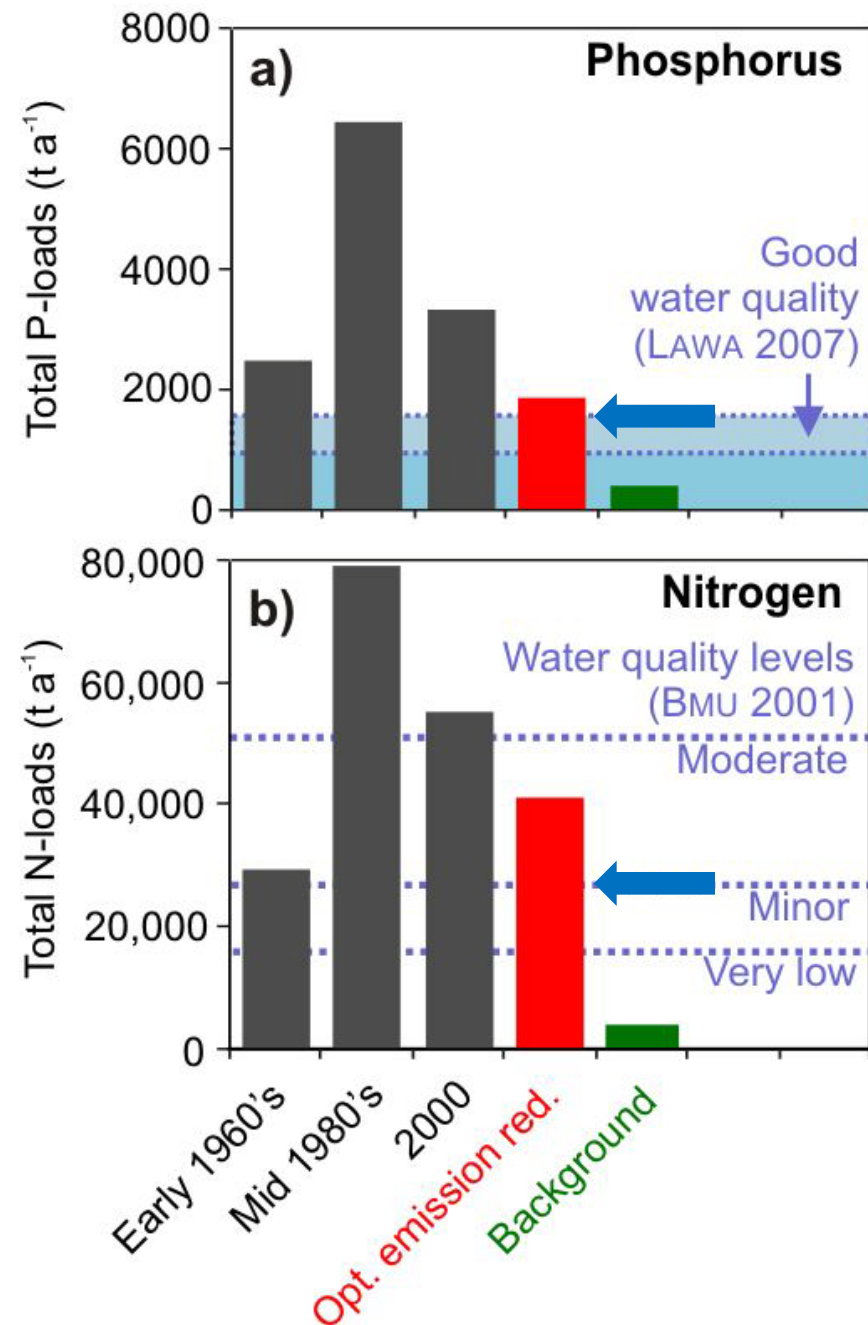 Total P-loads (t a⁻¹)
8000
6000
4000
2000
0
a)
Phosphorus
Good
water quality
(LAWA 2007)
Total N-loads (t a⁻¹)
80,000
60,000
40,000
20,000
0
b)
Nitrogen
Water quality levels
(BMU 2001)
Moderate
Minor
Very low
Early 1960's
Mid 1980's
2000
Opt. emission red.
Background